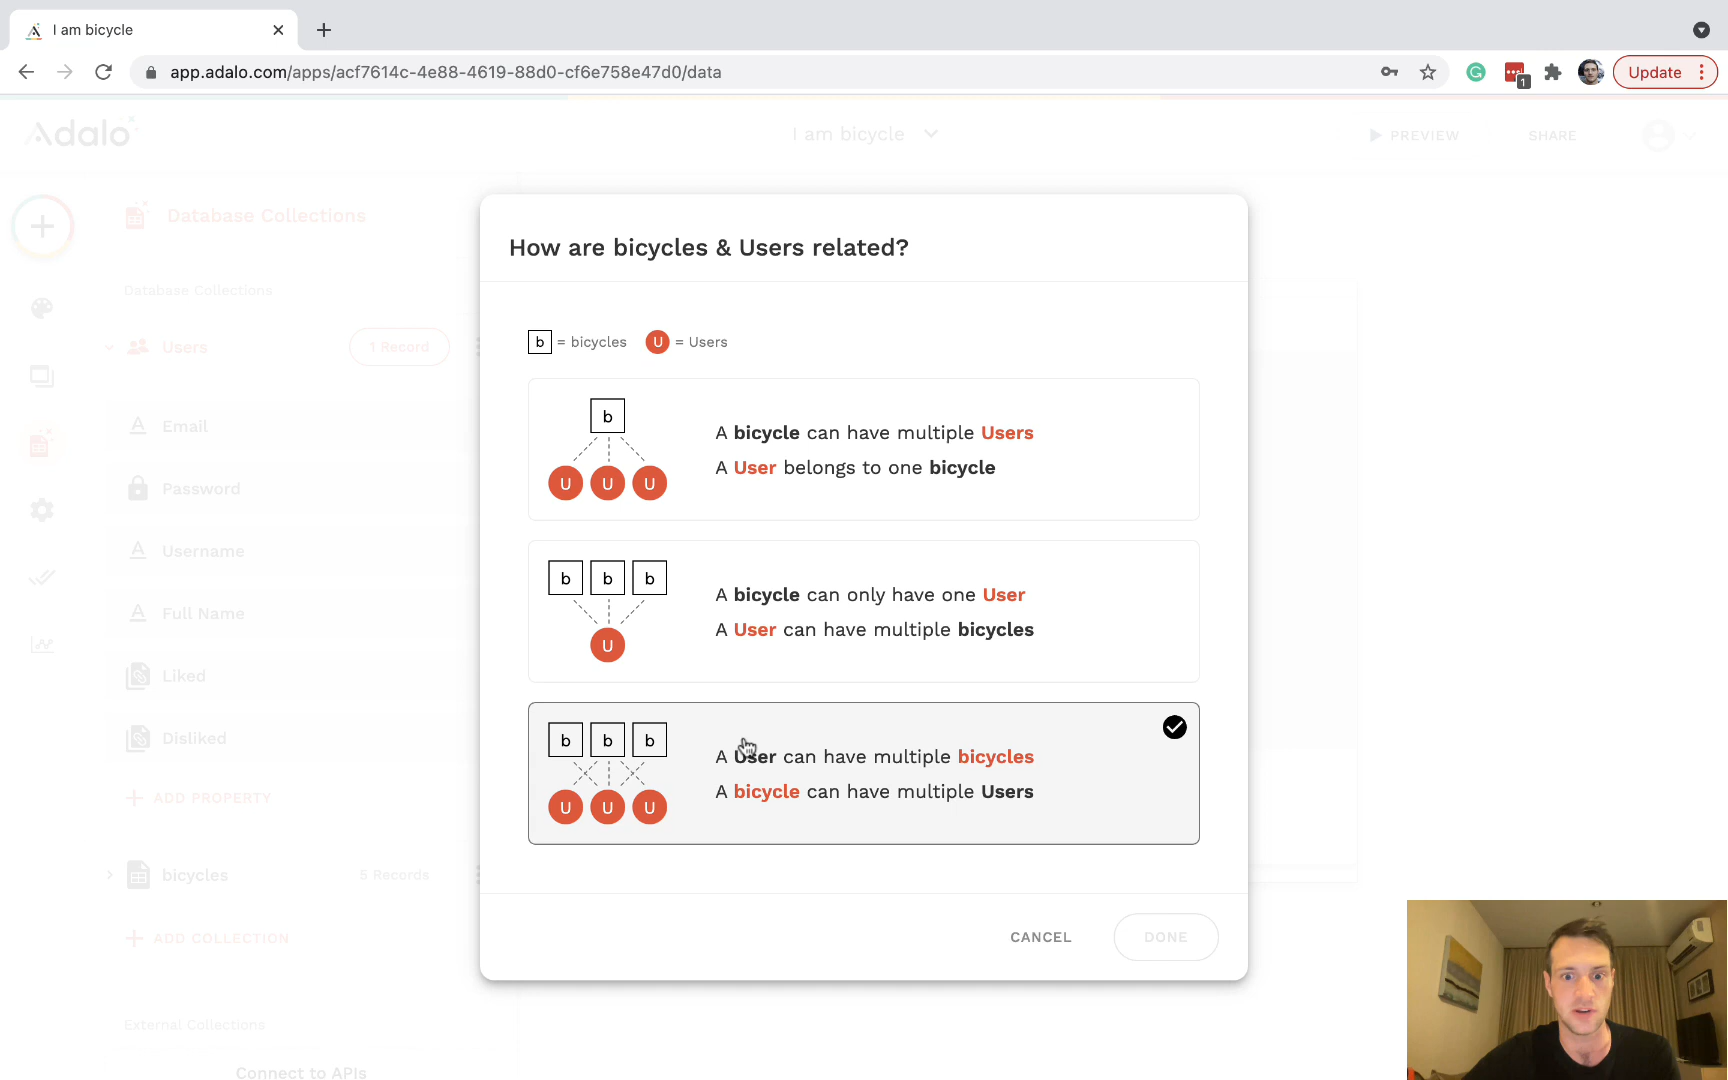 I am bicycle
app.adalo.com/apps/acf7614c-4e88-4619-88d0-cf6e758e47d0/data
1
Update
Adalo
I am bicycle
PREVIEW
SHARE
Database Collections
Database Collections
Users
1 Record
Email
Password
Username
Full Name
Liked
Disliked
ADD PROPERTY
bicycles
5 Records
ADD COLLECTION
External Collections
Connect to APIs
How are bicycles & Users related?
b = bicycles U = Users
b
U U U
A bicycle can have multiple Users
A User belongs to one bicycle
b b b
U
A bicycle can only have one User
A User can have multiple bicycles
b b b
U U U
A User can have multiple bicycles
A bicycle can have multiple Users
CANCEL
DONE